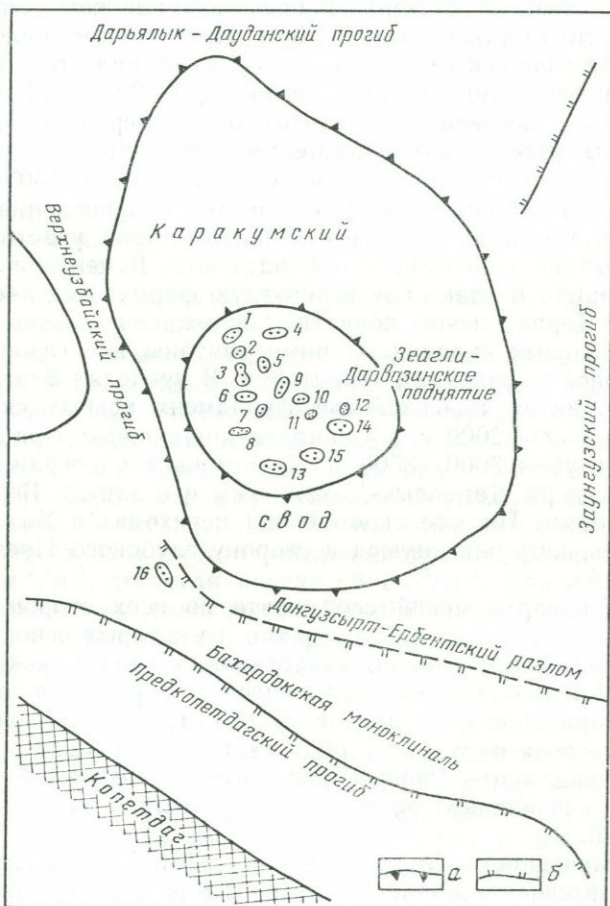 Дарьялык – Дауданский прогиб
Верхнеузбойский прогиб
Каракумский
Зеагли –
Дарвазинское
поднятие
Заунгузский прогиб
1
4
2
5
3
9
6
10
12
7
11
14
8
15
13
свод
16
Донгузсырт-Ербентский разлом
Бахардокская моноклиналь
Предкопетдагский прогиб
Копетдаг
а
б